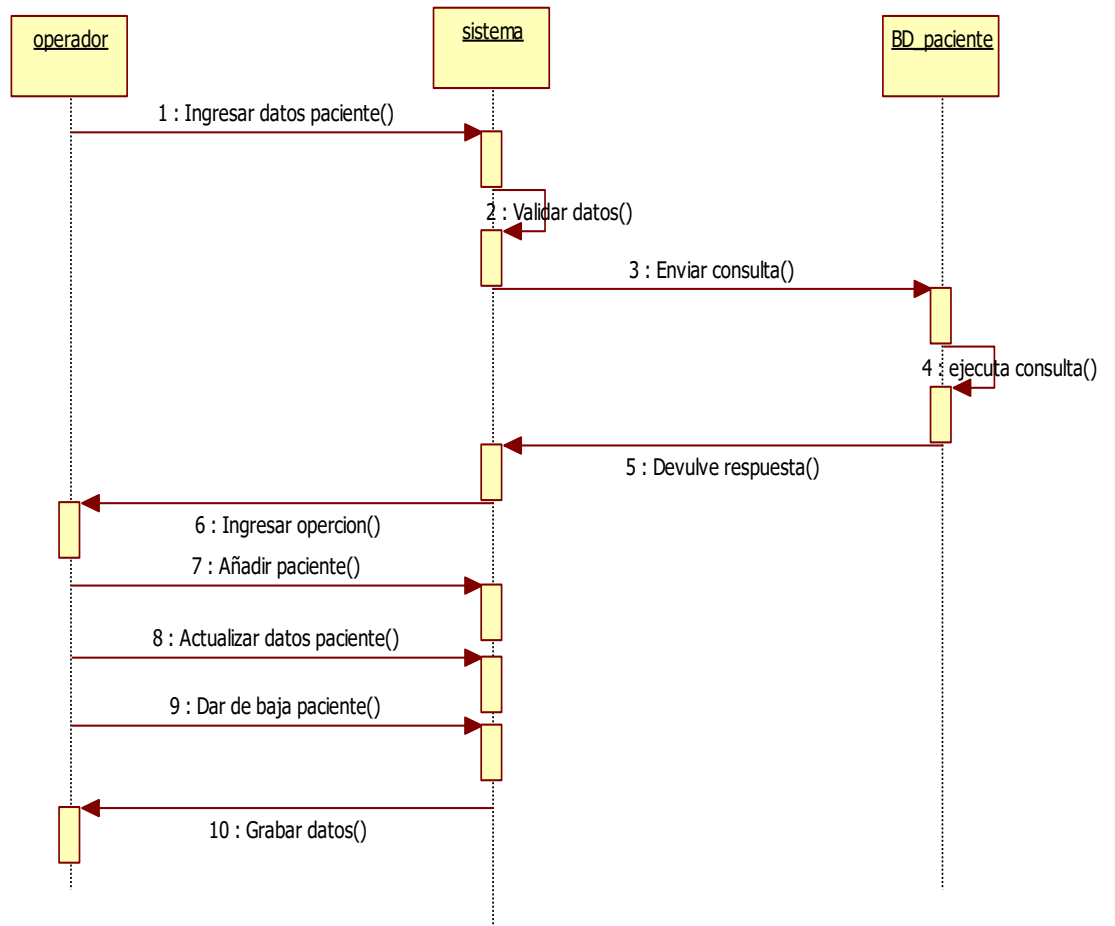 operador
sistema
BD_paciente
1 : Ingresar datos paciente()
2 : Validar datos()
3 : Enviar consulta()
4 : ejecuta consulta()
5 : Devulve respuesta()
6 : Ingresar opercion()
7 : Añadir paciente()
8 : Actualizar datos paciente()
9 : Dar de baja paciente()
10 : Grabar datos()